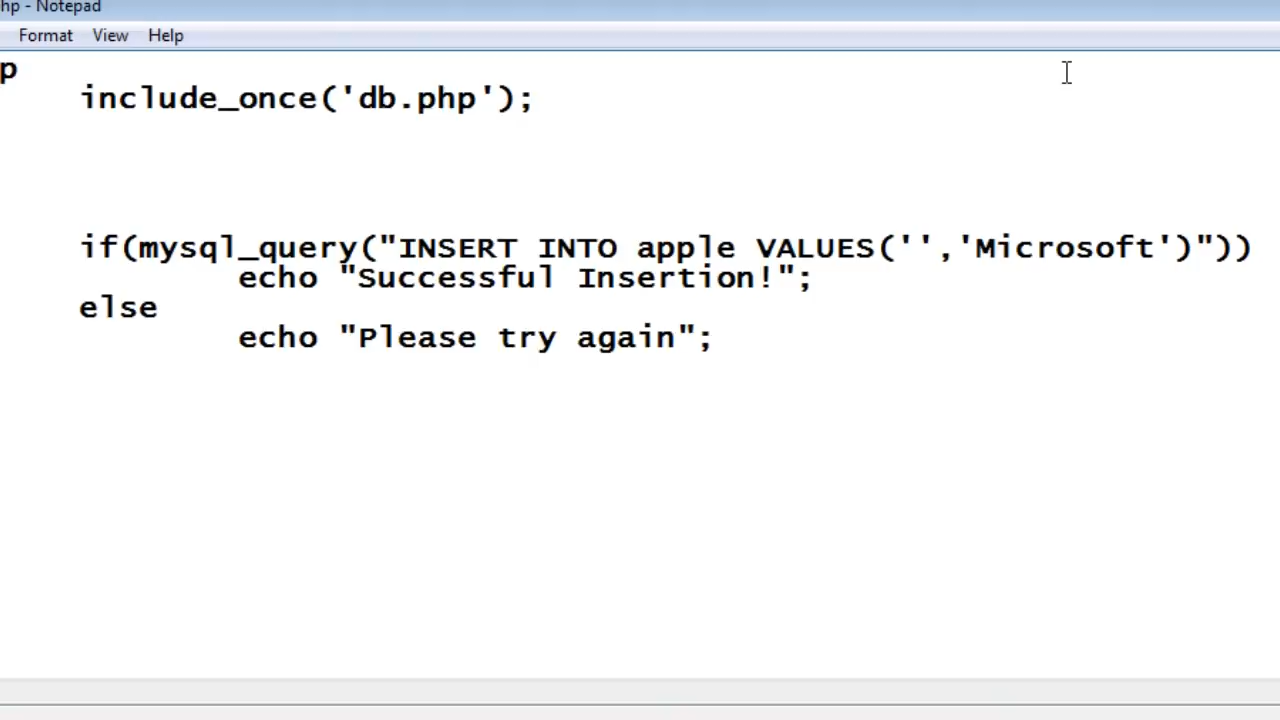 hp - Notepad
Format View Help
p
include_once('db.php');
if(mysql_query("INSERT INTO apple VALUES('','Microsoft')"))
echo "Successful Insertion!";
else
echo "Please try again";